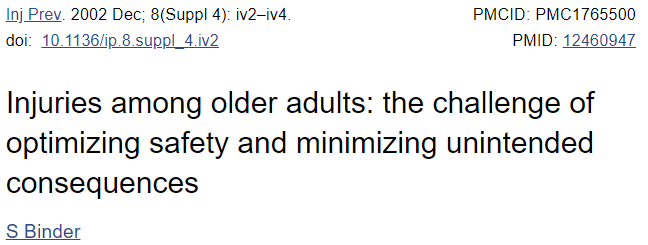 Inj Prev. 2002 Dec; 8(Suppl 4): iv2–iv4. PMCID: PMC1765500
doi: 10.1136/ip.8.suppl_4.iv2 PMID: 12460947
Injuries among older adults: the challenge of
optimizing safety and minimizing unintended
consequences
S Binder